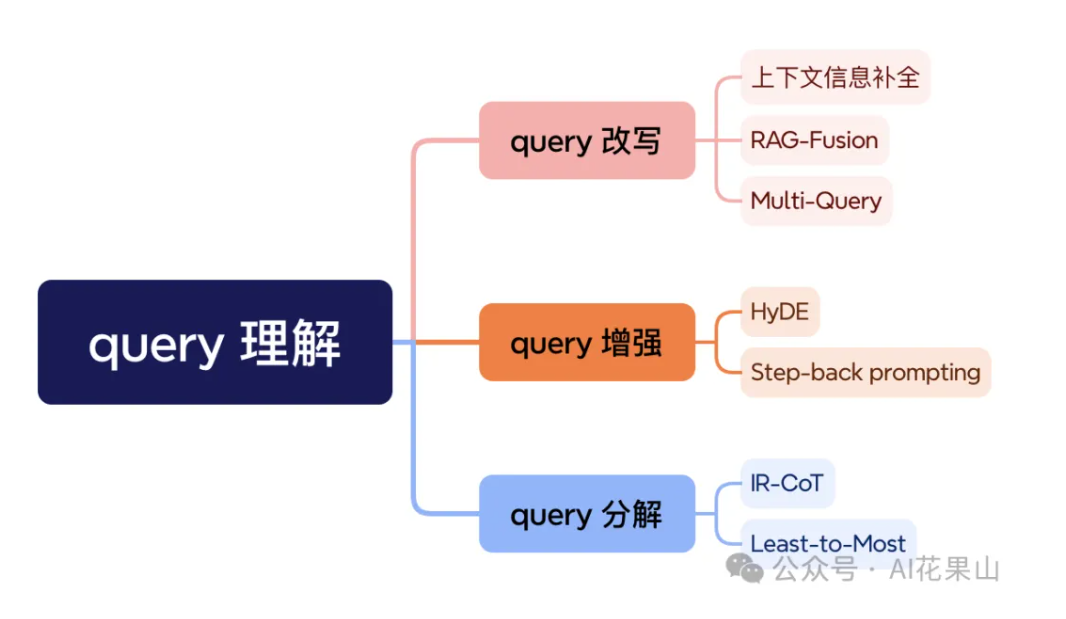 query 理解
query 改写
上下文信息补全
RAG-Fusion
Multi-Query
query 增强
HyDE
Step-back prompting
query 分解
IR-CoT
Least-to-Most
公众号 · AI花果山